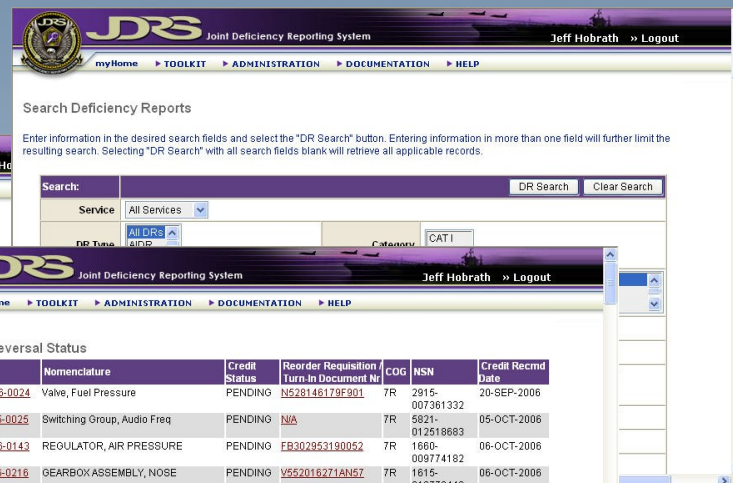 JDRS Joint Deficiency Reporting System
Jeff Hobrath » Logout
myHome TOOLKIT ADMINISTRATION DOCUMENTATION HELP
Search Deficiency Reports
Enter information in the desired search fields and select the "DR Search" button. Entering information in more than one field will further limit the
resulting search. Selecting "DR Search" with all search fields blank will retrieve all applicable records.
Search: DR Search Clear Search
Service All Services
DR Type All DRs Category CAT I
AIDR
DRS Joint Deficiency Reporting System
Jeff Hobrath » Logout
me TOOLKIT ADMINISTRATION DOCUMENTATION HELP
eversal Status
Nomenclature Credit Status Reorder Requisition / Turn-In Document Nr COG NSN Credit Recmd Date
6-0024 Valve, Fuel Pressure PENDING N528146179F901 7R 2915-007361332 20-SEP-2006
6-0025 Switching Group, Audio Freq PENDING N/A 7R 5821-012518683 05-OCT-2006
6-0143 REGULATOR, AIR PRESSURE PENDING FB302953190052 7R 1660-009774182 06-OCT-2006
6-0216 GEARBOX ASSEMBLY, NOSE PENDING V552016271AN57 7R 1615- 06-OCT-2006